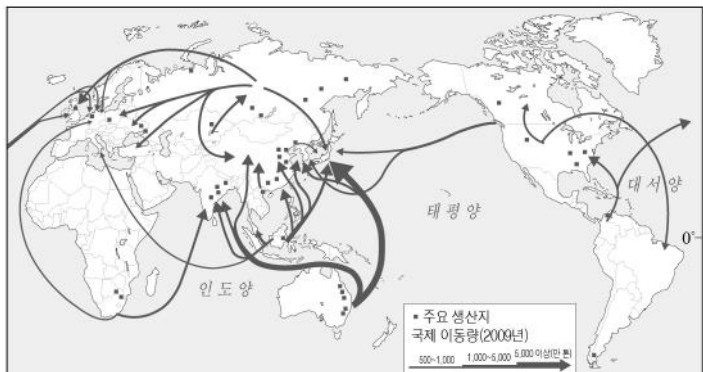 대서양
태평양
0°
인도양
▪ 주요 생산지
국제 이동량(2009년)
500~1,000 1,000~5,000 5,000 이상(만 톤)